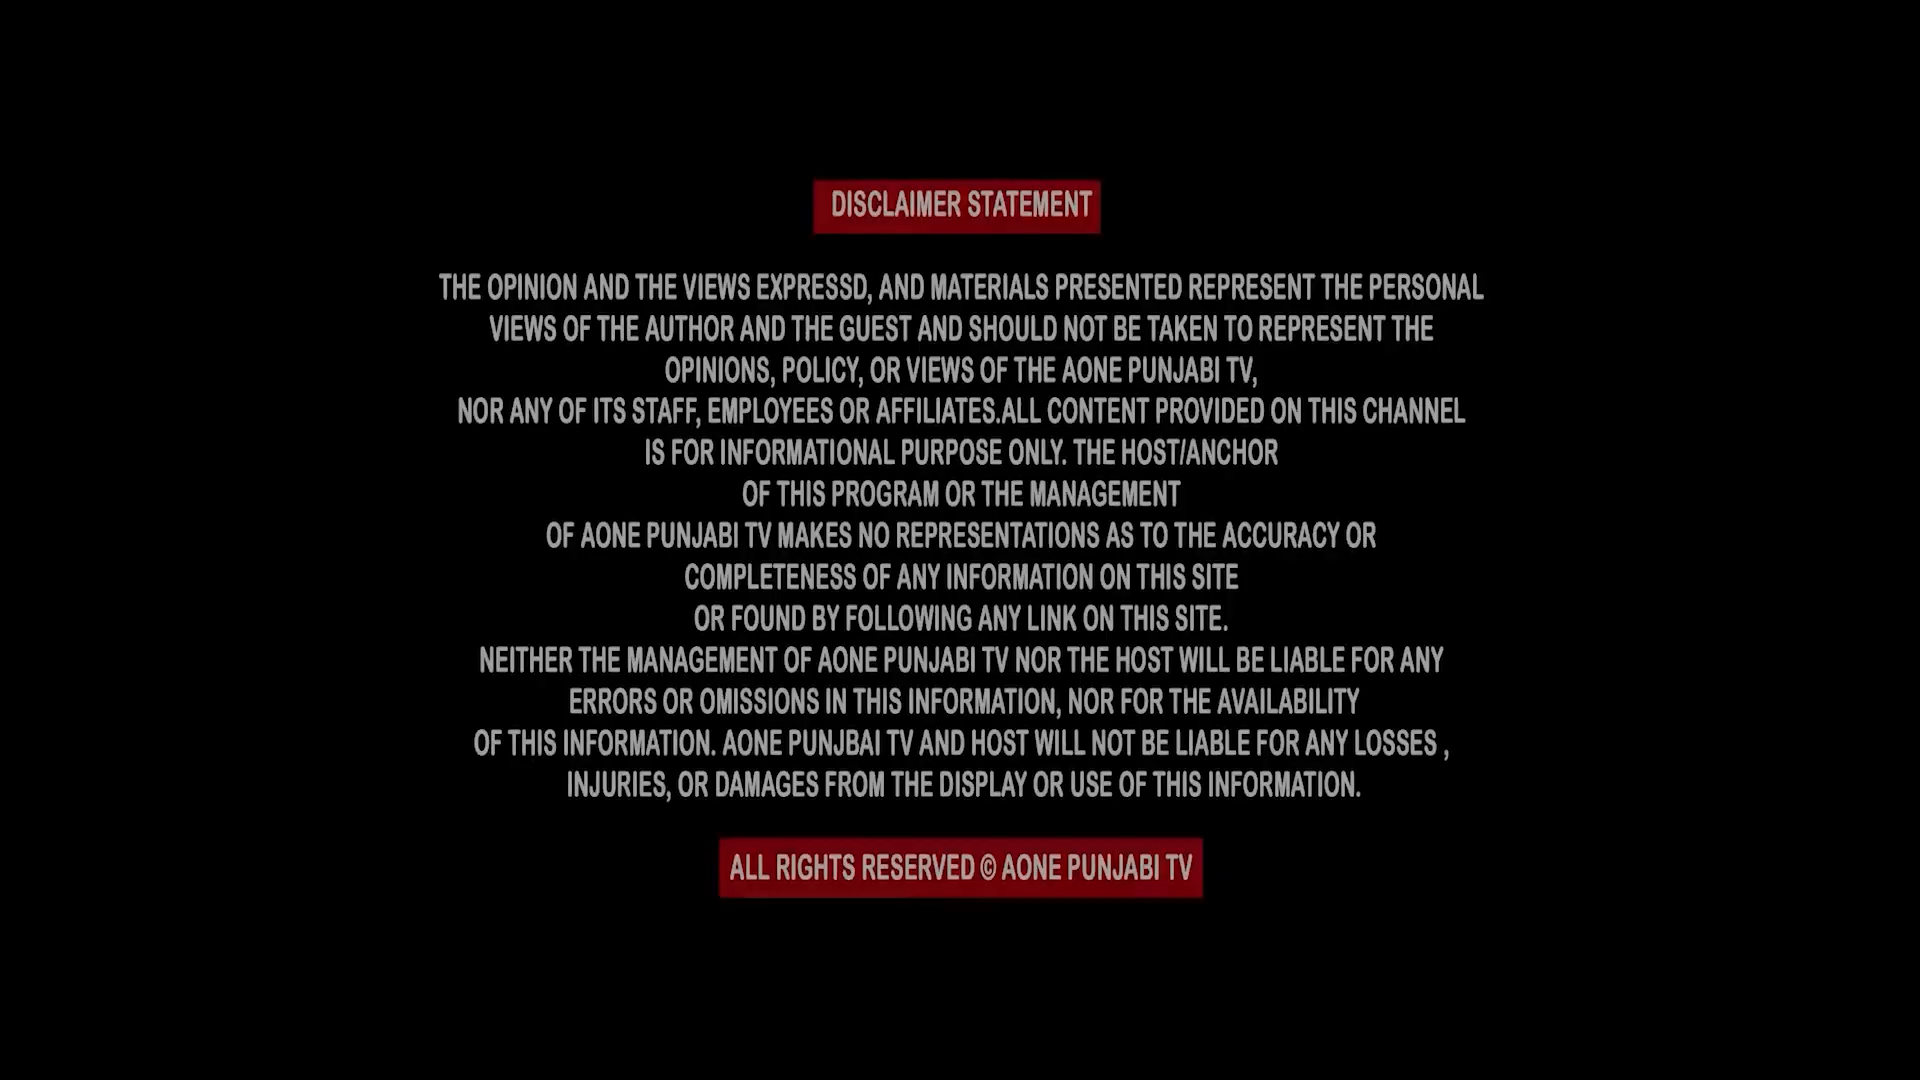 DISCLAIMER STATEMENT
THE OPINION AND THE VIEWS EXPRESSD, AND MATERIALS PRESENTED REPRESENT THE PERSONAL
VIEWS OF THE AUTHOR AND THE GUEST AND SHOULD NOT BE TAKEN TO REPRESENT THE
OPINIONS, POLICY, OR VIEWS OF THE AONE PUNJABI TV,
NOR ANY OF ITS STAFF, EMPLOYEES OR AFFILIATES.ALL CONTENT PROVIDED ON THIS CHANNEL
IS FOR INFORMATIONAL PURPOSE ONLY. THE HOST/ANCHOR
OF THIS PROGRAM OR THE MANAGEMENT
OF AONE PUNJABI TV MAKES NO REPRESENTATIONS AS TO THE ACCURACY OR
COMPLETENESS OF ANY INFORMATION ON THIS SITE
OR FOUND BY FOLLOWING ANY LINK ON THIS SITE.
NEITHER THE MANAGEMENT OF AONE PUNJABI TV NOR THE HOST WILL BE LIABLE FOR ANY
ERRORS OR OMISSIONS IN THIS INFORMATION, NOR FOR THE AVAILABILITY
OF THIS INFORMATION. AONE PUNJBAI TV AND HOST WILL NOT BE LIABLE FOR ANY LOSSES ,
INJURIES, OR DAMAGES FROM THE DISPLAY OR USE OF THIS INFORMATION.
ALL RIGHTS RESERVED © AONE PUNJABI TV